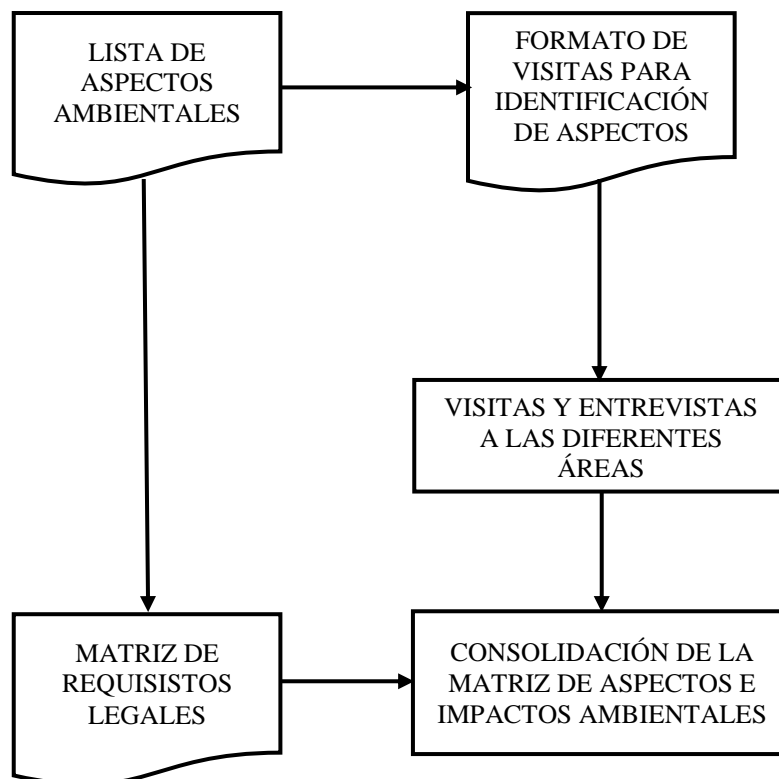 LISTA DE
ASPECTOS
AMBIENTALES
FORMATO DE
VISITAS PARA
IDENTIFICACIÓN
DE ASPECTOS
VISITAS Y ENTREVISTAS
A LAS DIFERENTES
ÁREAS
MATRIZ DE
REQUISISTOS
LEGALES
CONSOLIDACIÓN DE LA
MATRIZ DE ASPECTOS E
IMPACTOS AMBIENTALES